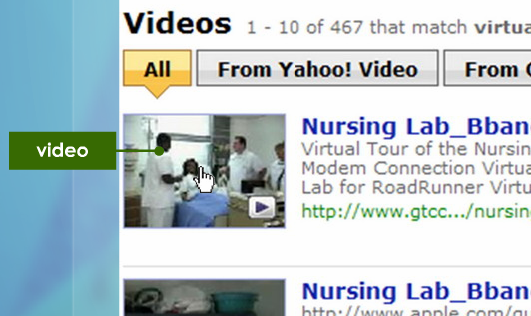 Videos 1 - 10 of 467 that match virtua
All From Yahoo! Video From
Nursing Lab_Bban
Virtual Tour of the Nursin
Modem Connection Virtua
Lab for RoadRunner Virtu
http://www.gtcc.../nursin
video
Nursing Lab_Bban
http://www.apple.com/qu